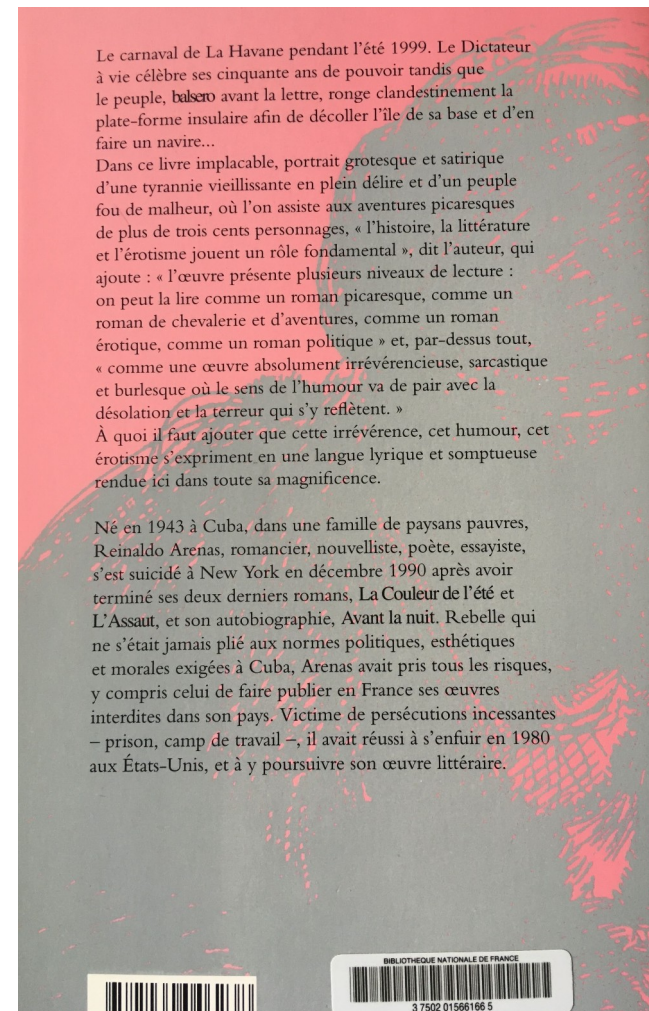 Le carnaval de La Havane pendant l'été 1999. Le Dictateur
à vie célèbre ses cinquante ans de pouvoir tandis que
le peuple, balsero avant la lettre, ronge clandestinement la
plate-forme insulaire afin de décoller l'île de sa base et d'en
faire un navire...
Dans ce livre implacable, portrait grotesque et satirique
d'une tyrannie vieillissante en plein délire et d'un peuple
fou de malheur, où l'on assiste aux aventures picaresques
de plus de trois cents personnages, « l'histoire, la littérature
et l'érotisme jouent un rôle fondamental », dit l'auteur, qui
ajoute : « l'œuvre présente plusieurs niveaux de lecture :
on peut la lire comme un roman picaresque, comme un
roman de chevalerie et d'aventures, comme un roman
érotique, comme un roman politique » et, par-dessus tout,
« comme une œuvre absolument irrévérencieuse, sarcastique
et burlesque où le sens de l'humour va de pair avec la
désolation et la terreur qui s'y reflètent. »
À quoi il faut ajouter que cette irrévérence, cet humour, cet
érotisme s'expriment en une langue lyrique et somptueuse
rendue ici dans toute sa magnificence.
Né en 1943 à Cuba, dans une famille de paysans pauvres,
Reinaldo Arenas, romancier, nouvelliste, poète, essayiste,
s'est suicidé à New York en décembre 1990 après avoir
terminé ses deux derniers romans, La Couleur de l'été et
L'Assaut, et son autobiographie, Avant la nuit. Rebelle qui
ne s'était jamais plié aux normes politiques, esthétiques
et morales exigées à Cuba, Arenas avait pris tous les risques,
y compris celui de faire publier en France ses œuvres
interdites dans son pays. Victime de persécutions incessantes
– prison, camp de travail –, il avait réussi à s'enfuir en 1980
aux États-Unis, et à y poursuivre son œuvre littéraire.
BIBLIOTHEQUE NATIONALE DE FRANCE
3 7502 01566166 5